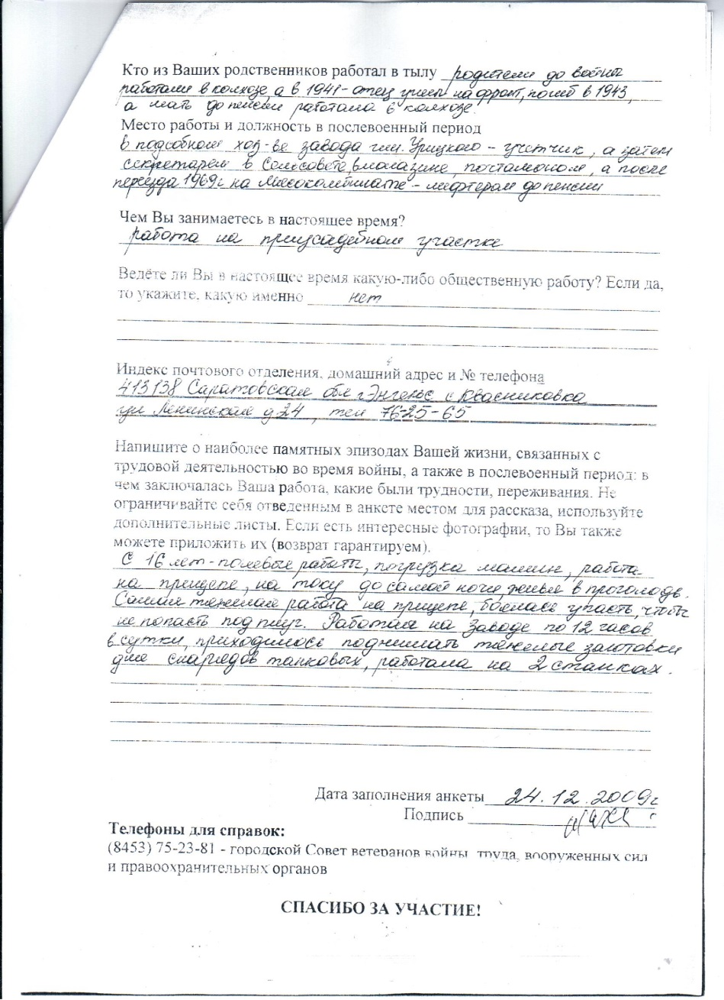 Кто из Ваших родственников работал в тылу родители до войны
работали в колхозе а в 1941 - отец ушел на фронт, погиб в 1943,
а мать до пенсии работала в колхозе.
Место работы и должность в послевоенный период
в подсобном хоз-ве завода им. Урицкого - учетчик, а затем
секретарем в сельсовете, в магазине, почтальоном, а после
переезда 1969г на Мясокомбинате - лифтером до пенсии
Чем Вы занимаетесь в настоящее время?
работа на приусадебном участке
Ведёте ли Вы в настоящее время какую-либо общественную работу? Если да,
то укажите, какую именно нет
Индекс почтового отделения, домашний адрес и № телефона
413138 Саратовская обл г Энгельс с Квасниковка
ул Ленинская д 24, тел 76-25-65
Напишите о наиболее памятных эпизодах Вашей жизни, связанных с
трудовой деятельностью во время войны, а также в послевоенный период: в
чем заключалась Ваша работа, какие были трудности, переживания. Не
ограничивайте себя отведенным в анкете местом для рассказа, используйте
дополнительные листы. Если есть интересные фотографии, то Вы также
можете приложить их (возврат гарантируем).
С 16 лет - полевые работы, погрузка машин, работа
на прицепе, на току до самой ночи, жили в проголодь.
Самая тяжелая работа на прицепе, боялась упасть, чтобы
не попасть под плуг. Работая на заводе по 12 часов
в сутки, приходилось поднимать тяжелые заготовки
для снарядов танковых, работала на 2 станках.
Дата заполнения анкеты 24.12.2009г
Подпись
Телефоны для справок:
(8453) 75-23-81 - городской Совет ветеранов войны, труда, вооруженных сил
и правоохранительных органов
СПАСИБО ЗА УЧАСТИЕ!